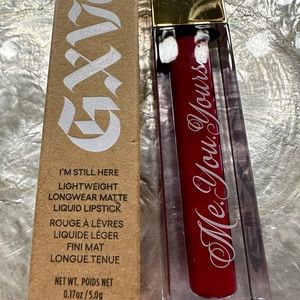 GXVE
I'M STILL HERE
LIGHTWEIGHT
LONGWEAR MATTE
LIQUID LIPSTICK
ROUGE À LÈVRES
LIQUIDE LÉGER
FINI MAT
LONGUE TENUE
NET WT. POIDS NET
0.17oz / 5.0g
Me. You. Yours